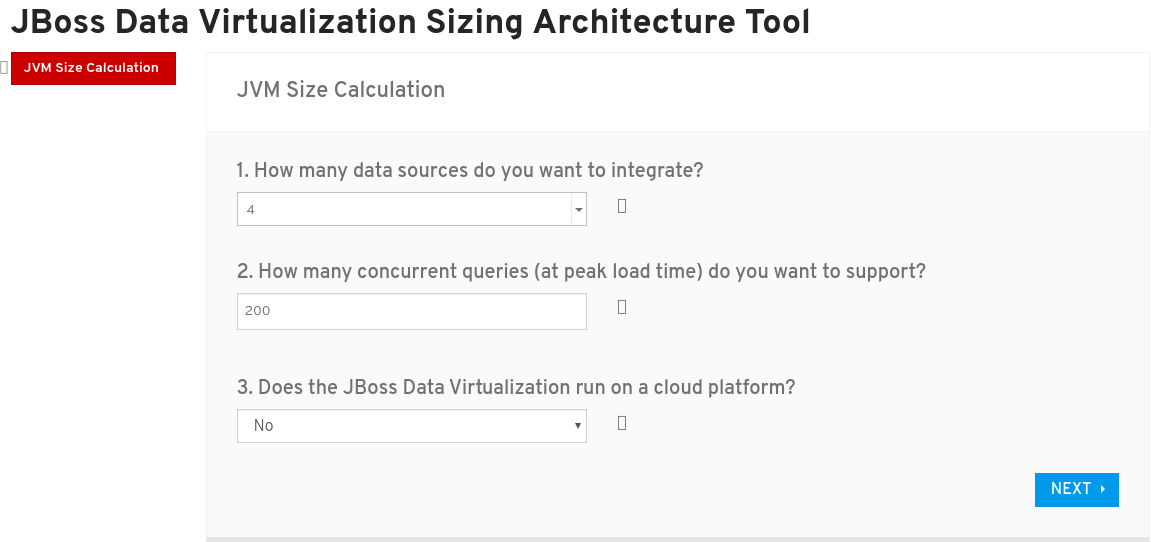 JBoss Data Virtualization Sizing Architecture Tool
JVM Size Calculation
JVM Size Calculation
1. How many data sources do you want to integrate?
4
2. How many concurrent queries (at peak load time) do you want to support?
200
3. Does the JBoss Data Virtualization run on a cloud platform?
No
NEXT